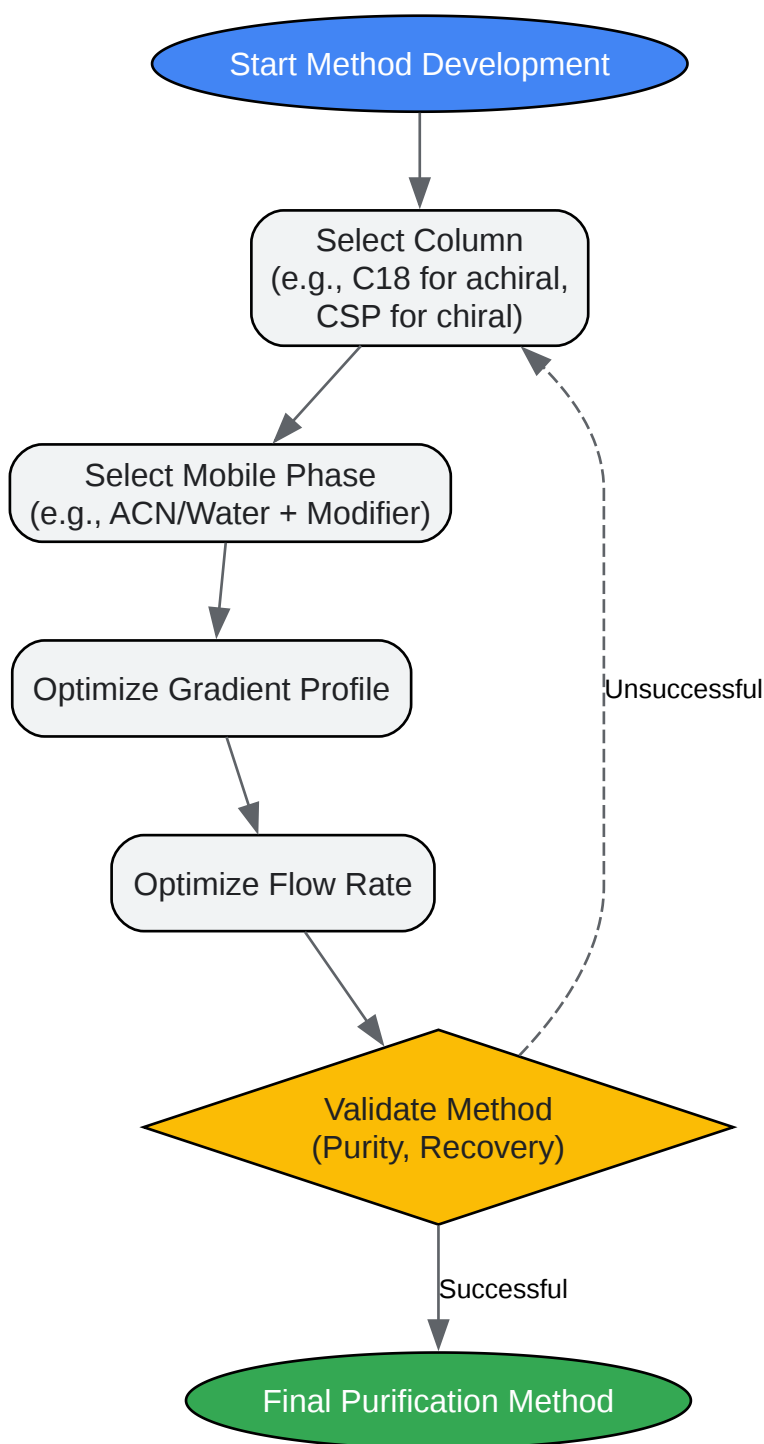 Start Method Development
Select Column
(e.g., C18 for achiral,
CSP for chiral)
Select Mobile Phase
(e.g., ACN/Water + Modifier)
Optimize Gradient Profile
Unsuccessful
Optimize Flow Rate
Validate Method
(Purity, Recovery)
Successful
Final Purification Method